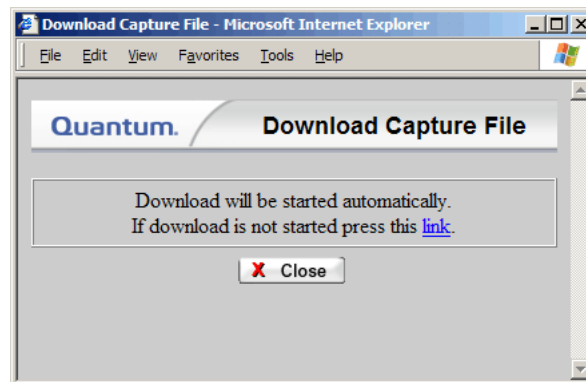 Download Capture File - Microsoft Internet Explorer
File Edit View Favorites Tools Help
Quantum. Download Capture File
Download will be started automatically.
If download is not started press this link.
X Close